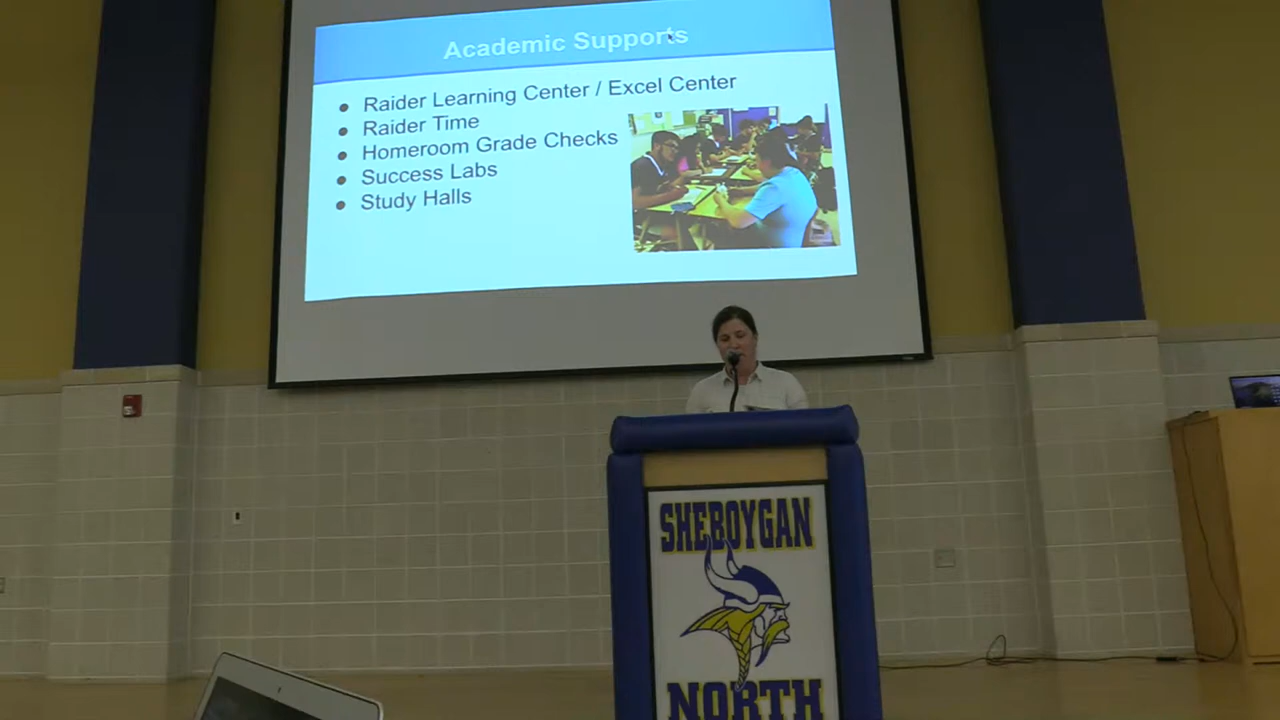 Academic Supports
● Raider Learning Center / Excel Center
● Raider Time
● Homeroom Grade Checks
● Success Labs
● Study Halls
SHEBOYGAN
NORTH